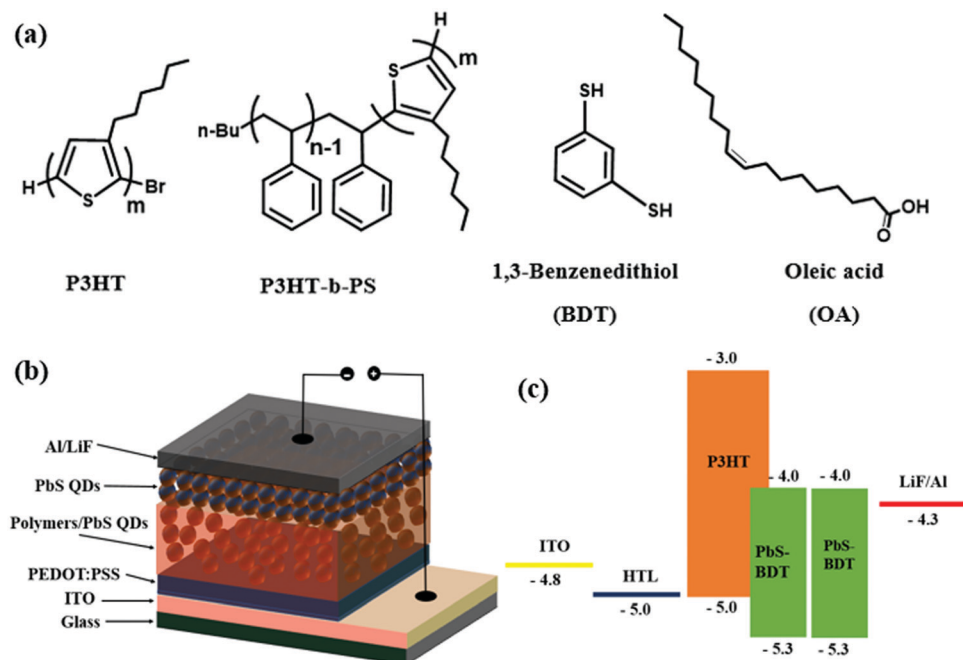 (a)
H
S
m
Br
P3HT
n-Bu
n-1
S
H
m
P3HT-b-PS
SH
SH
1,3-Benzenedithiol
(BDT)
OH
O
Oleic acid
(OA)
(b)
- +
Al/LiF
PbS QDs
Polymers/PbS QDs
PEDOT:PSS
ITO
Glass
(c)
ITO
- 4.8
HTL
- 5.0
- 3.0
P3HT
- 5.0
- 4.0
PbS-
BDT
- 5.3
- 4.0
PbS-
BDT
- 5.3
LiF/Al
- 4.3